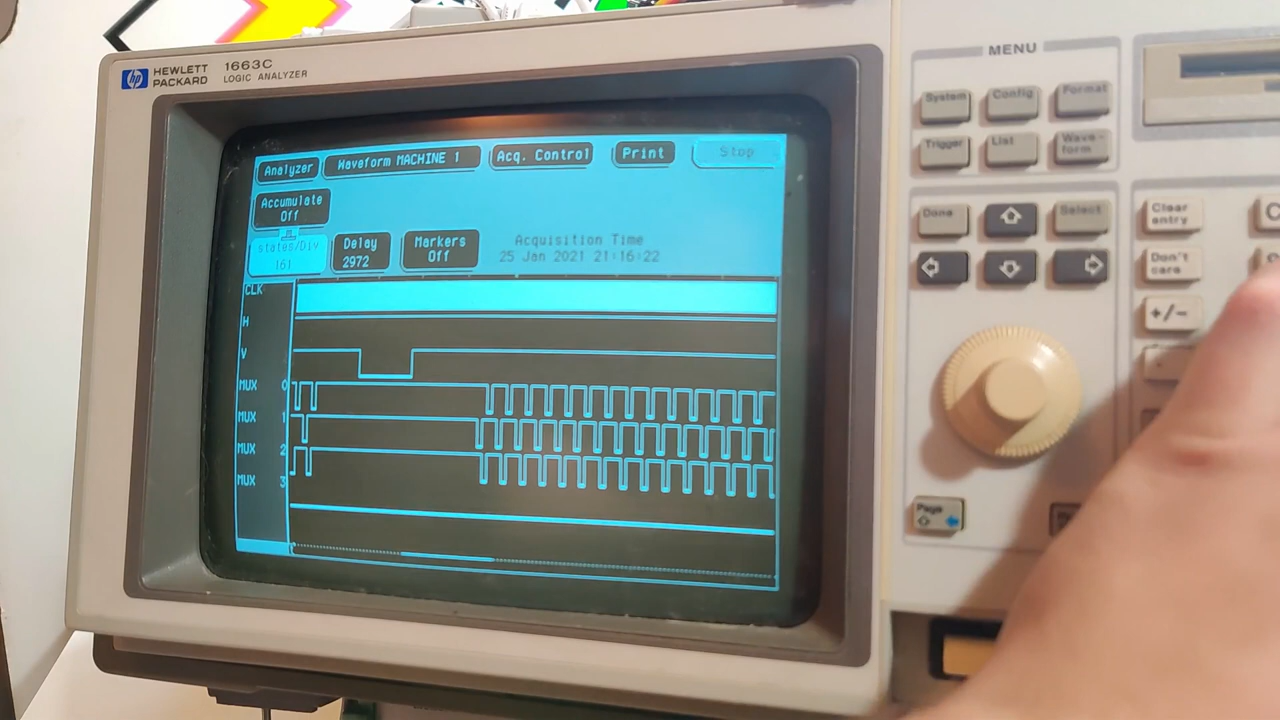 HEWLETT PACKARD
1663C
LOGIC ANALYZER
Analyzer
Waveform MACHINE 1
Acq. Control
Print
Stop
Accumulate
Off
states/Div
161
Delay
2972
Markers
Off
Acquisition Time
25 Jan 2021 21:16:22
CLK
H
V
MUX 0
MUX 1
MUX 2
MUX 3
MENU
System
Config
Format
Trigger
List
Wave-
form
Done
Select
Clear
entry
Don't
care
+/-
Page
hp